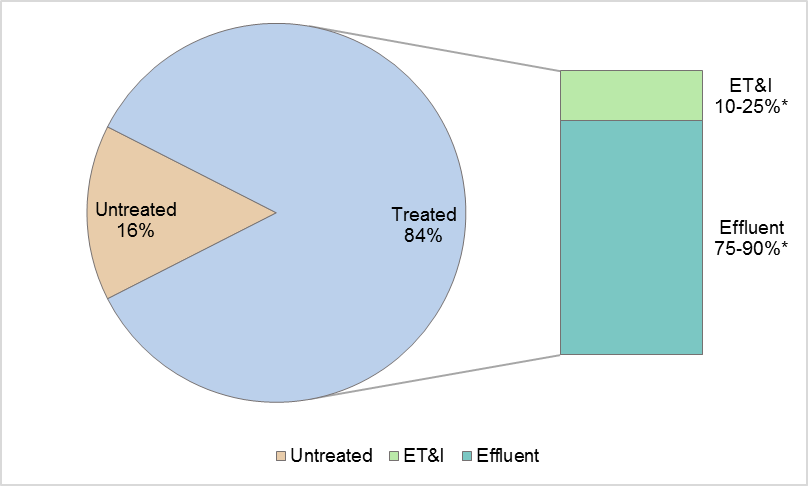 Untreated
16%
Treated
84%
ET&I
10-25%*
Effluent
75-90%*
Untreated ET&I Effluent